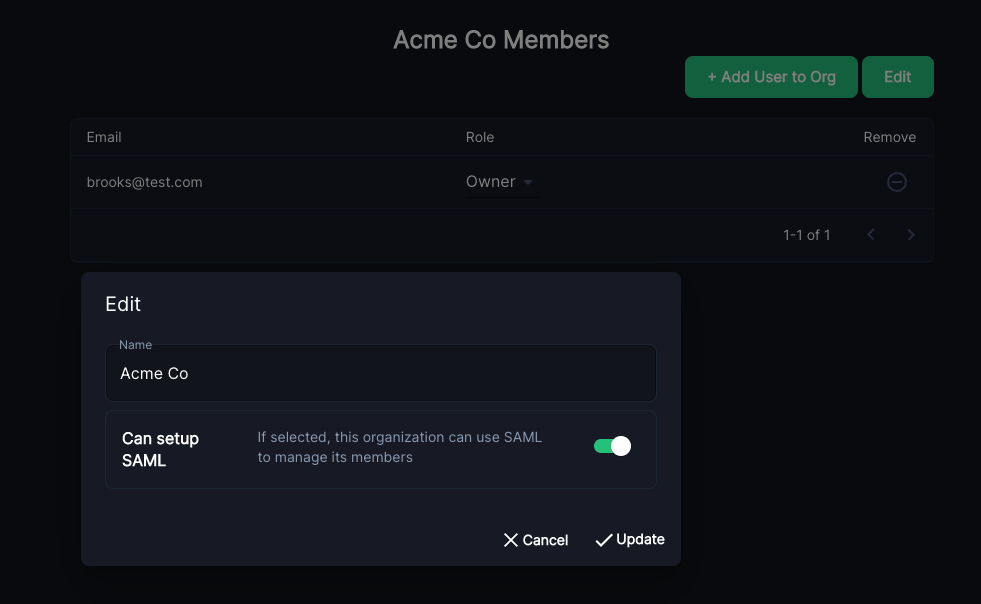 Acme Co Members
+ Add User to Org
Edit
Email Role Remove
brooks@test.com Owner
1-1 of 1
Edit
Name
Acme Co
Can setup
SAML
If selected, this organization can use SAML
to manage its members
Cancel Update